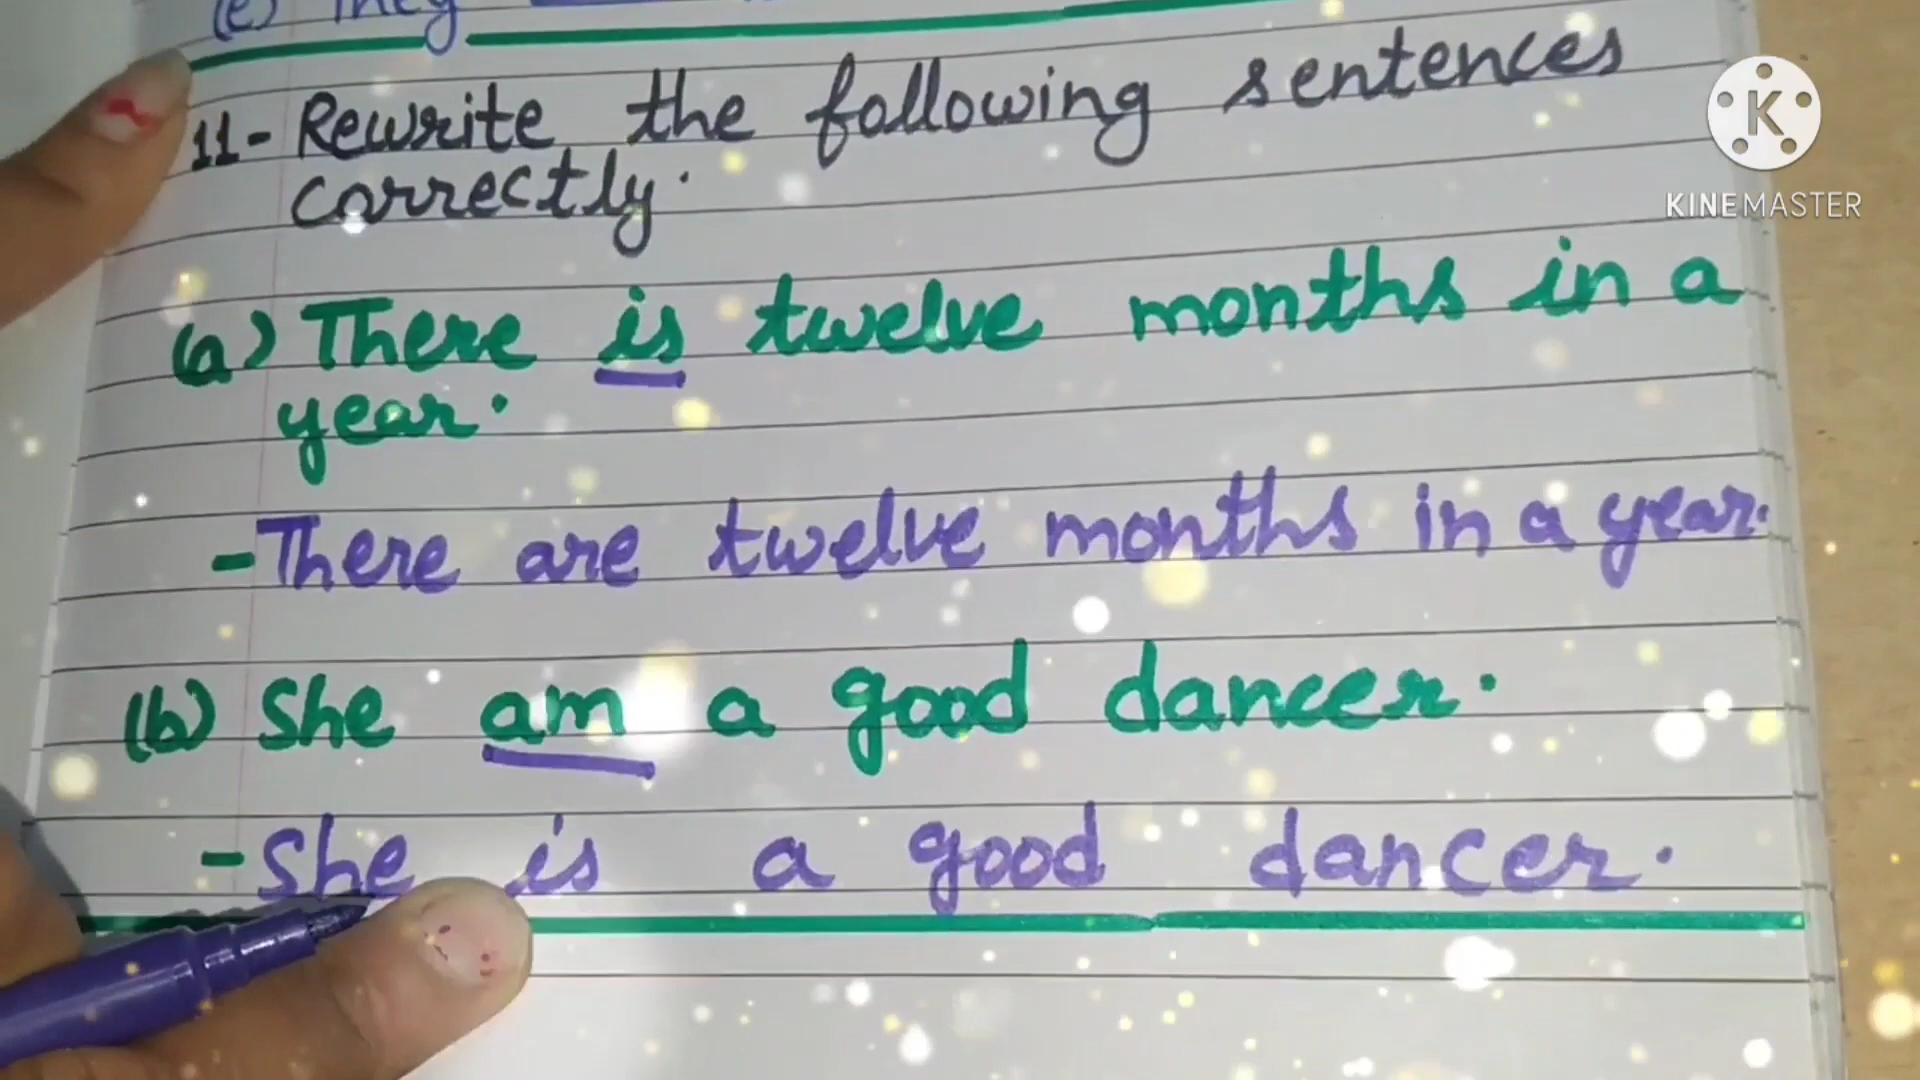 (e) They
11- Rewrite the following sentences
correctly.
(a) There is twelve months in a
year.
- There are twelve months in a year.
(b) She am a good dancer.
- She is a good dancer.
K
KINEMASTER